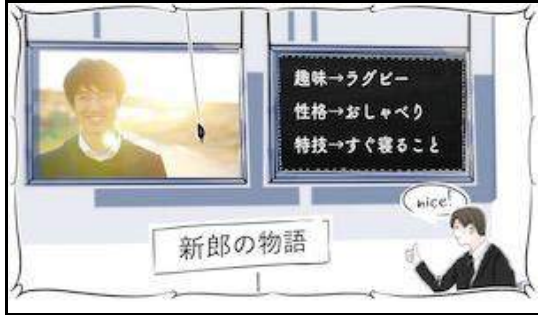 趣味→ラグビー
性格→おしゃべり
特技→すぐ寝ること
nice!
新郎の物語